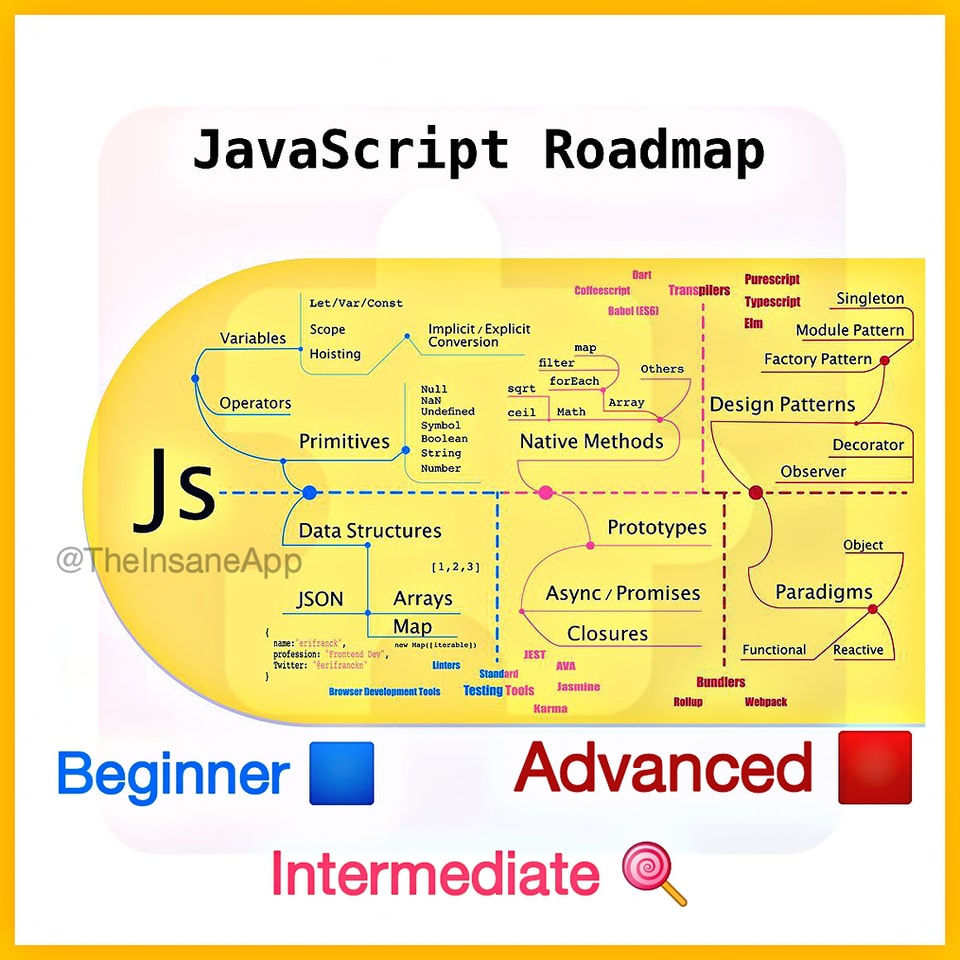 JavaScript Roadmap
Js
@TheInsaneApp
Variables
Let/Var/Const
Scope
Hoisting
Implicit / Explicit
Conversion
Operators
Primitives
Null
NaN
Undefined
Symbol
Boolean
String
Number
Data Structures
[1,2,3]
JSON
Arrays
Map
new Map([iterable])
{
name:"erifranck",
profession: "Frontend Dev",
Twitter: "@erifranckn"
}
Linters
Standard
Browser Development Tools
Testing Tools
JEST
AVA
Jasmine
Karma
Dart
Coffeescript
Transpilers
Babel (ES6)
Purescript
Typescript
Elm
map
filter
forEach
Others
sqrt
ceil
Math
Array
Native Methods
Prototypes
Async / Promises
Closures
Singleton
Module Pattern
Factory Pattern
Design Patterns
Decorator
Observer
Object
Paradigms
Functional
Reactive
Bundlers
Rollup
Webpack
Beginner
Advanced
Intermediate